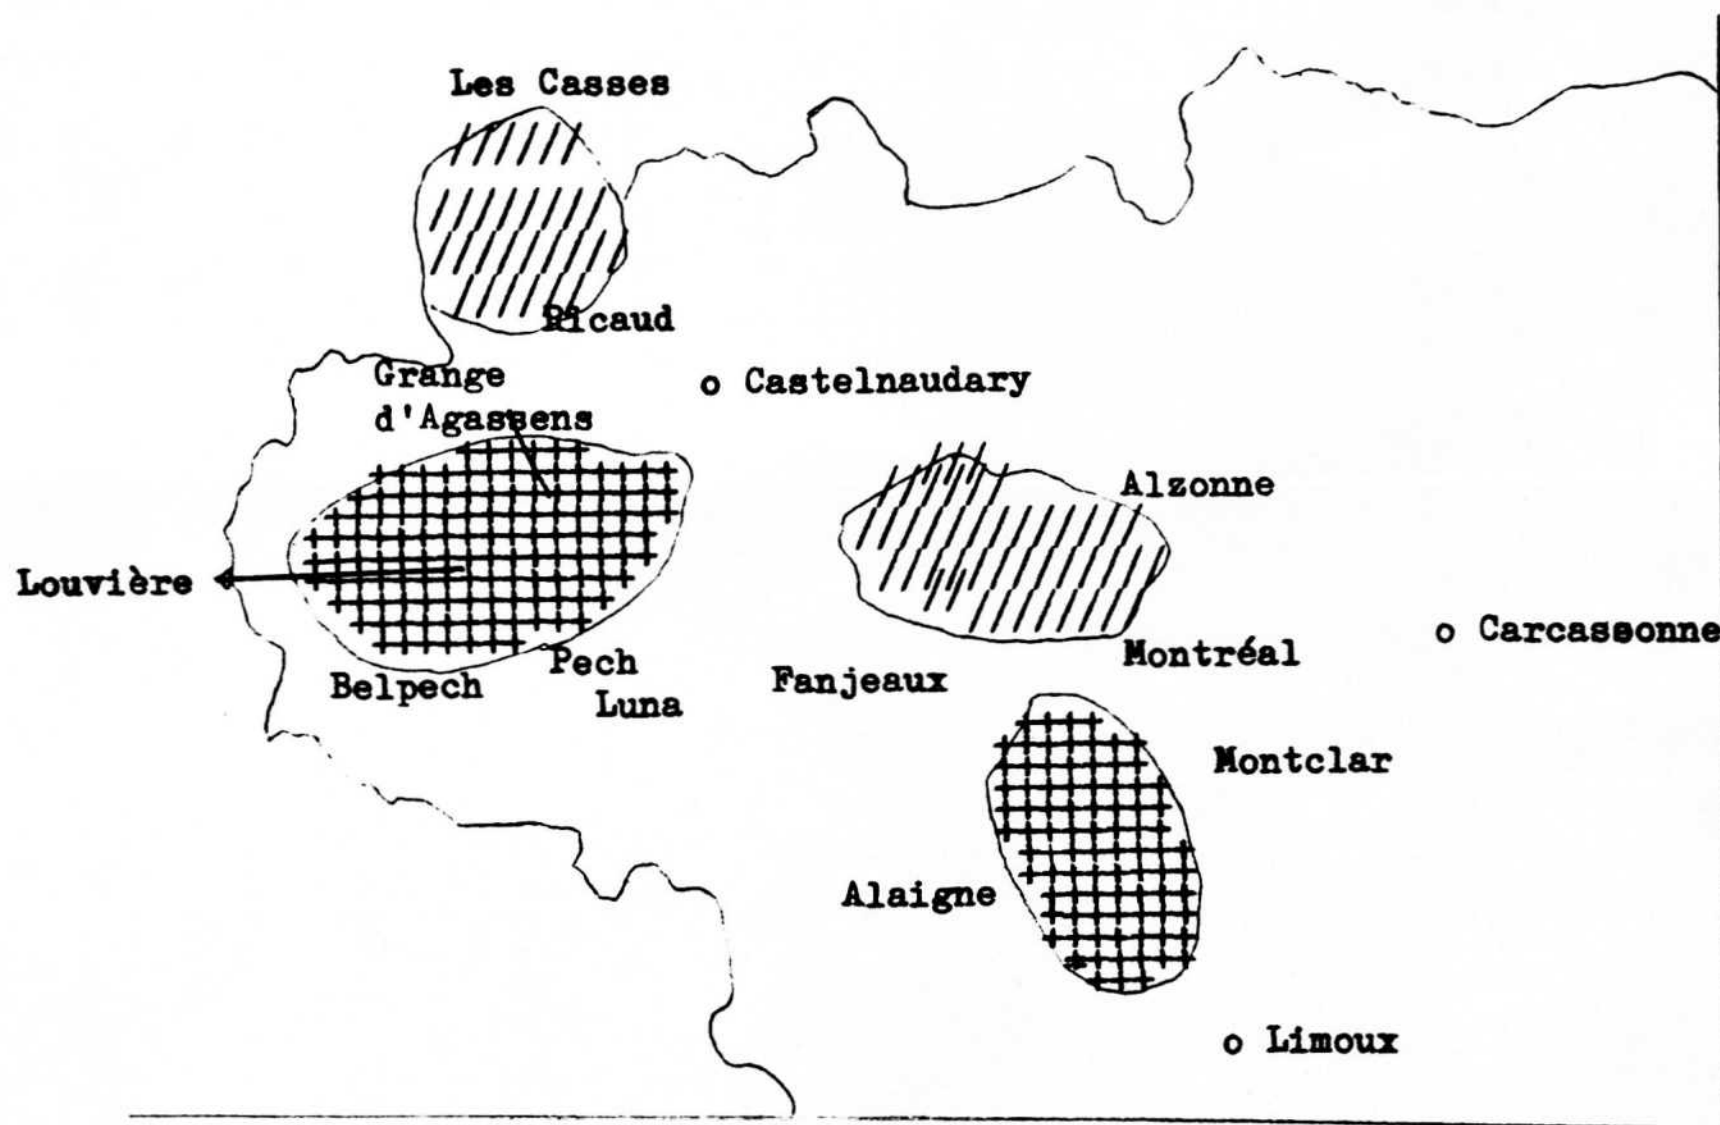 Les Casses
Ricaud
Grange
d'Agassens
Castelnaudary
Alzonne
Louvière
Carcassonne
Montréal
Pech
Luna
Belpech
Fanjeaux
Montclar
Alaigne
Limoux